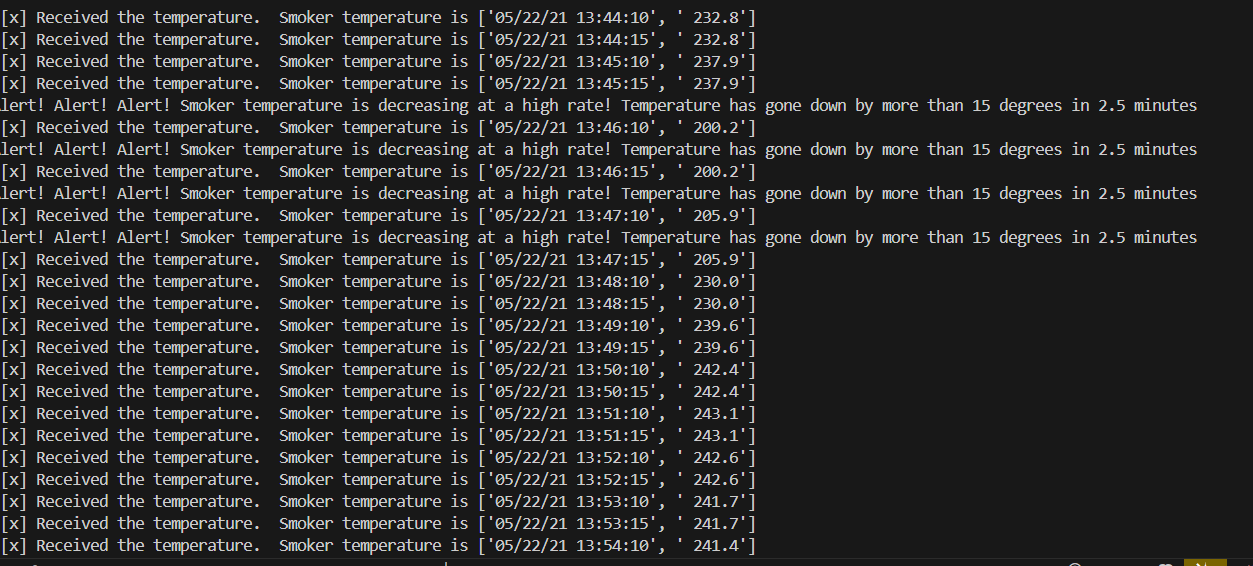 [x] Received the temperature.  Smoker temperature is ['05/22/21 13:44:10', ' 232.8']
[x] Received the temperature.  Smoker temperature is ['05/22/21 13:44:15', ' 232.8']
[x] Received the temperature.  Smoker temperature is ['05/22/21 13:45:10', ' 237.9']
[x] Received the temperature.  Smoker temperature is ['05/22/21 13:45:15', ' 237.9']
lert! Alert! Alert! Smoker temperature is decreasing at a high rate! Temperature has gone down by more than 15 degrees in 2.5 minutes
[x] Received the temperature.  Smoker temperature is ['05/22/21 13:46:10', ' 200.2']
lert! Alert! Alert! Smoker temperature is decreasing at a high rate! Temperature has gone down by more than 15 degrees in 2.5 minutes
[x] Received the temperature.  Smoker temperature is ['05/22/21 13:46:15', ' 200.2']
lert! Alert! Alert! Smoker temperature is decreasing at a high rate! Temperature has gone down by more than 15 degrees in 2.5 minutes
[x] Received the temperature.  Smoker temperature is ['05/22/21 13:47:10', ' 205.9']
lert! Alert! Alert! Smoker temperature is decreasing at a high rate! Temperature has gone down by more than 15 degrees in 2.5 minutes
[x] Received the temperature.  Smoker temperature is ['05/22/21 13:47:15', ' 205.9']
[x] Received the temperature.  Smoker temperature is ['05/22/21 13:48:10', ' 230.0']
[x] Received the temperature.  Smoker temperature is ['05/22/21 13:48:15', ' 230.0']
[x] Received the temperature.  Smoker temperature is ['05/22/21 13:49:10', ' 239.6']
[x] Received the temperature.  Smoker temperature is ['05/22/21 13:49:15', ' 239.6']
[x] Received the temperature.  Smoker temperature is ['05/22/21 13:50:10', ' 242.4']
[x] Received the temperature.  Smoker temperature is ['05/22/21 13:50:15', ' 242.4']
[x] Received the temperature.  Smoker temperature is ['05/22/21 13:51:10', ' 243.1']
[x] Received the temperature.  Smoker temperature is ['05/22/21 13:51:15', ' 243.1']
[x] Received the temperature.  Smoker temperature is ['05/22/21 13:52:10', ' 242.6']
[x] Received the temperature.  Smoker temperature is ['05/22/21 13:52:15', ' 242.6']
[x] Received the temperature.  Smoker temperature is ['05/22/21 13:53:10', ' 241.7']
[x] Received the temperature.  Smoker temperature is ['05/22/21 13:53:15', ' 241.7']
[x] Received the temperature.  Smoker temperature is ['05/22/21 13:54:10', ' 241.4']